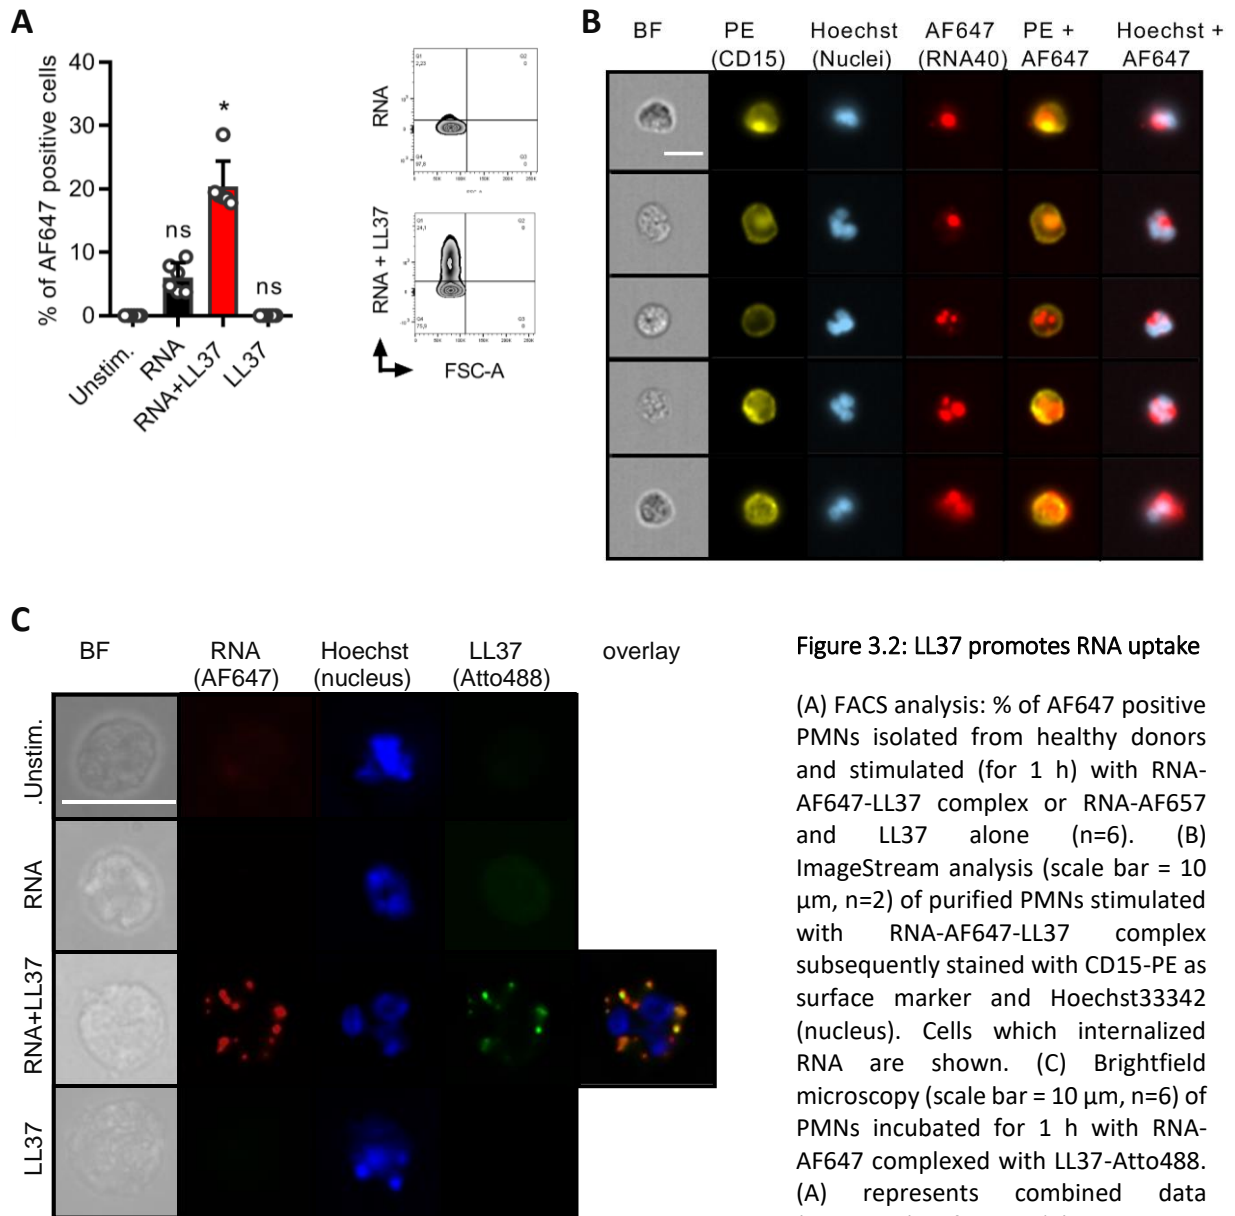 A
% of AF647 positive cells
40
30
20
10
0
ns
*
ns
Unstim.
RNA
RNA+LL37
LL37
RNA
RNA + LL37
FSC-A
B
BF
PE
(CD15)
Hoechst
(Nuclei)
AF647
(RNA40)
PE +
AF647
Hoechst +
AF647
C
BF
RNA
(AF647)
Hoechst
(nucleus)
LL37
(Atto488)
overlay
.Unstim.
RNA
RNA+LL37
LL37
Figure 3.2: LL37 promotes RNA uptake
(A) FACS analysis: % of AF647 positive
PMNs isolated from healthy donors
and stimulated (for 1 h) with RNA-
AF647-LL37 complex or RNA-AF657
and LL37 alone (n=6). (B)
ImageStream analysis (scale bar = 10
µm, n=2) of purified PMNs stimulated
with RNA-AF647-LL37 complex
subsequently stained with CD15-PE as
surface marker and Hoechst33342
(nucleus). Cells which internalized
RNA are shown. (C) Brightfield
microscopy (scale bar = 10 µm, n=6) of
PMNs incubated for 1 h with RNA-
AF647 complexed with LL37-Atto488.
(A) represents combined data